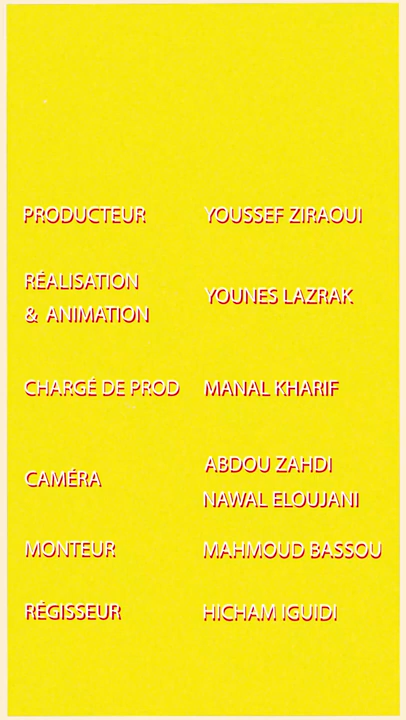 PRODUCTEUR YOUSSEF ZIRAOUI
RÉALISATION
& ANIMATION YOUNES LAZRAK
CHARGÉ DE PROD MANAL KHARIF
CAMÉRA ABDOU ZAHDI
NAWAL ELOUJANI
MONTEUR MAHMOUD BASSOU
RÉGISSEUR HICHAM IGUIDI